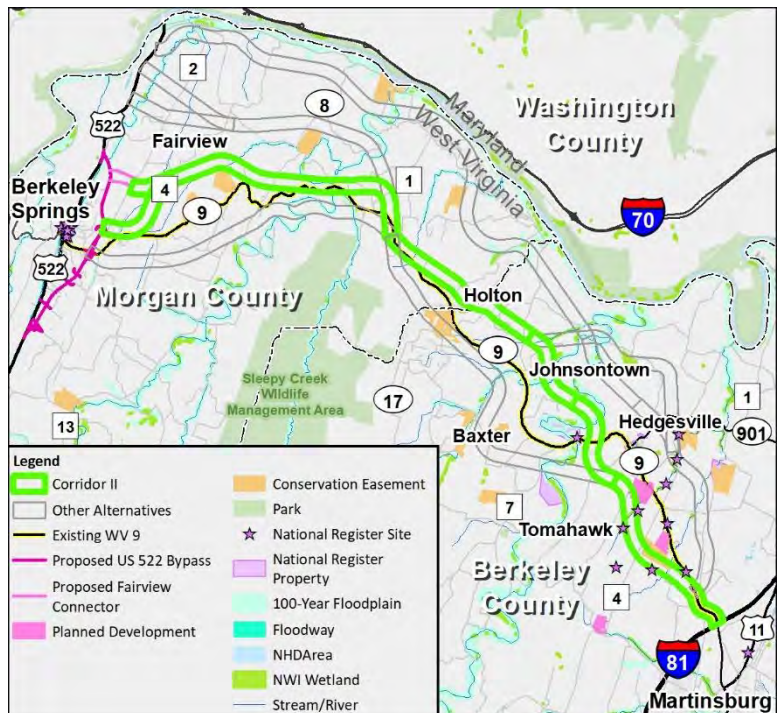 2
522
8
Maryland
West Virginia
Washington
County
Fairview
4
1
Berkeley
Springs
9
70
522
Morgan County
Holton
Sleepy Creek
Wildlife
Management Area
9
Johnsontown
17
1
13
Baxter
Hedgesville
901
9
7
Tomahawk
Berkeley
County
4
11
81
Martinsburg
Legend
Corridor II
Other Alternatives
Existing WV 9
Proposed US 522 Bypass
Proposed Fairview
Connector
Planned Development
Conservation Easement
Park
National Register Site
National Register
Property
100-Year Floodplain
Floodway
NHDArea
NWI Wetland
Stream/River